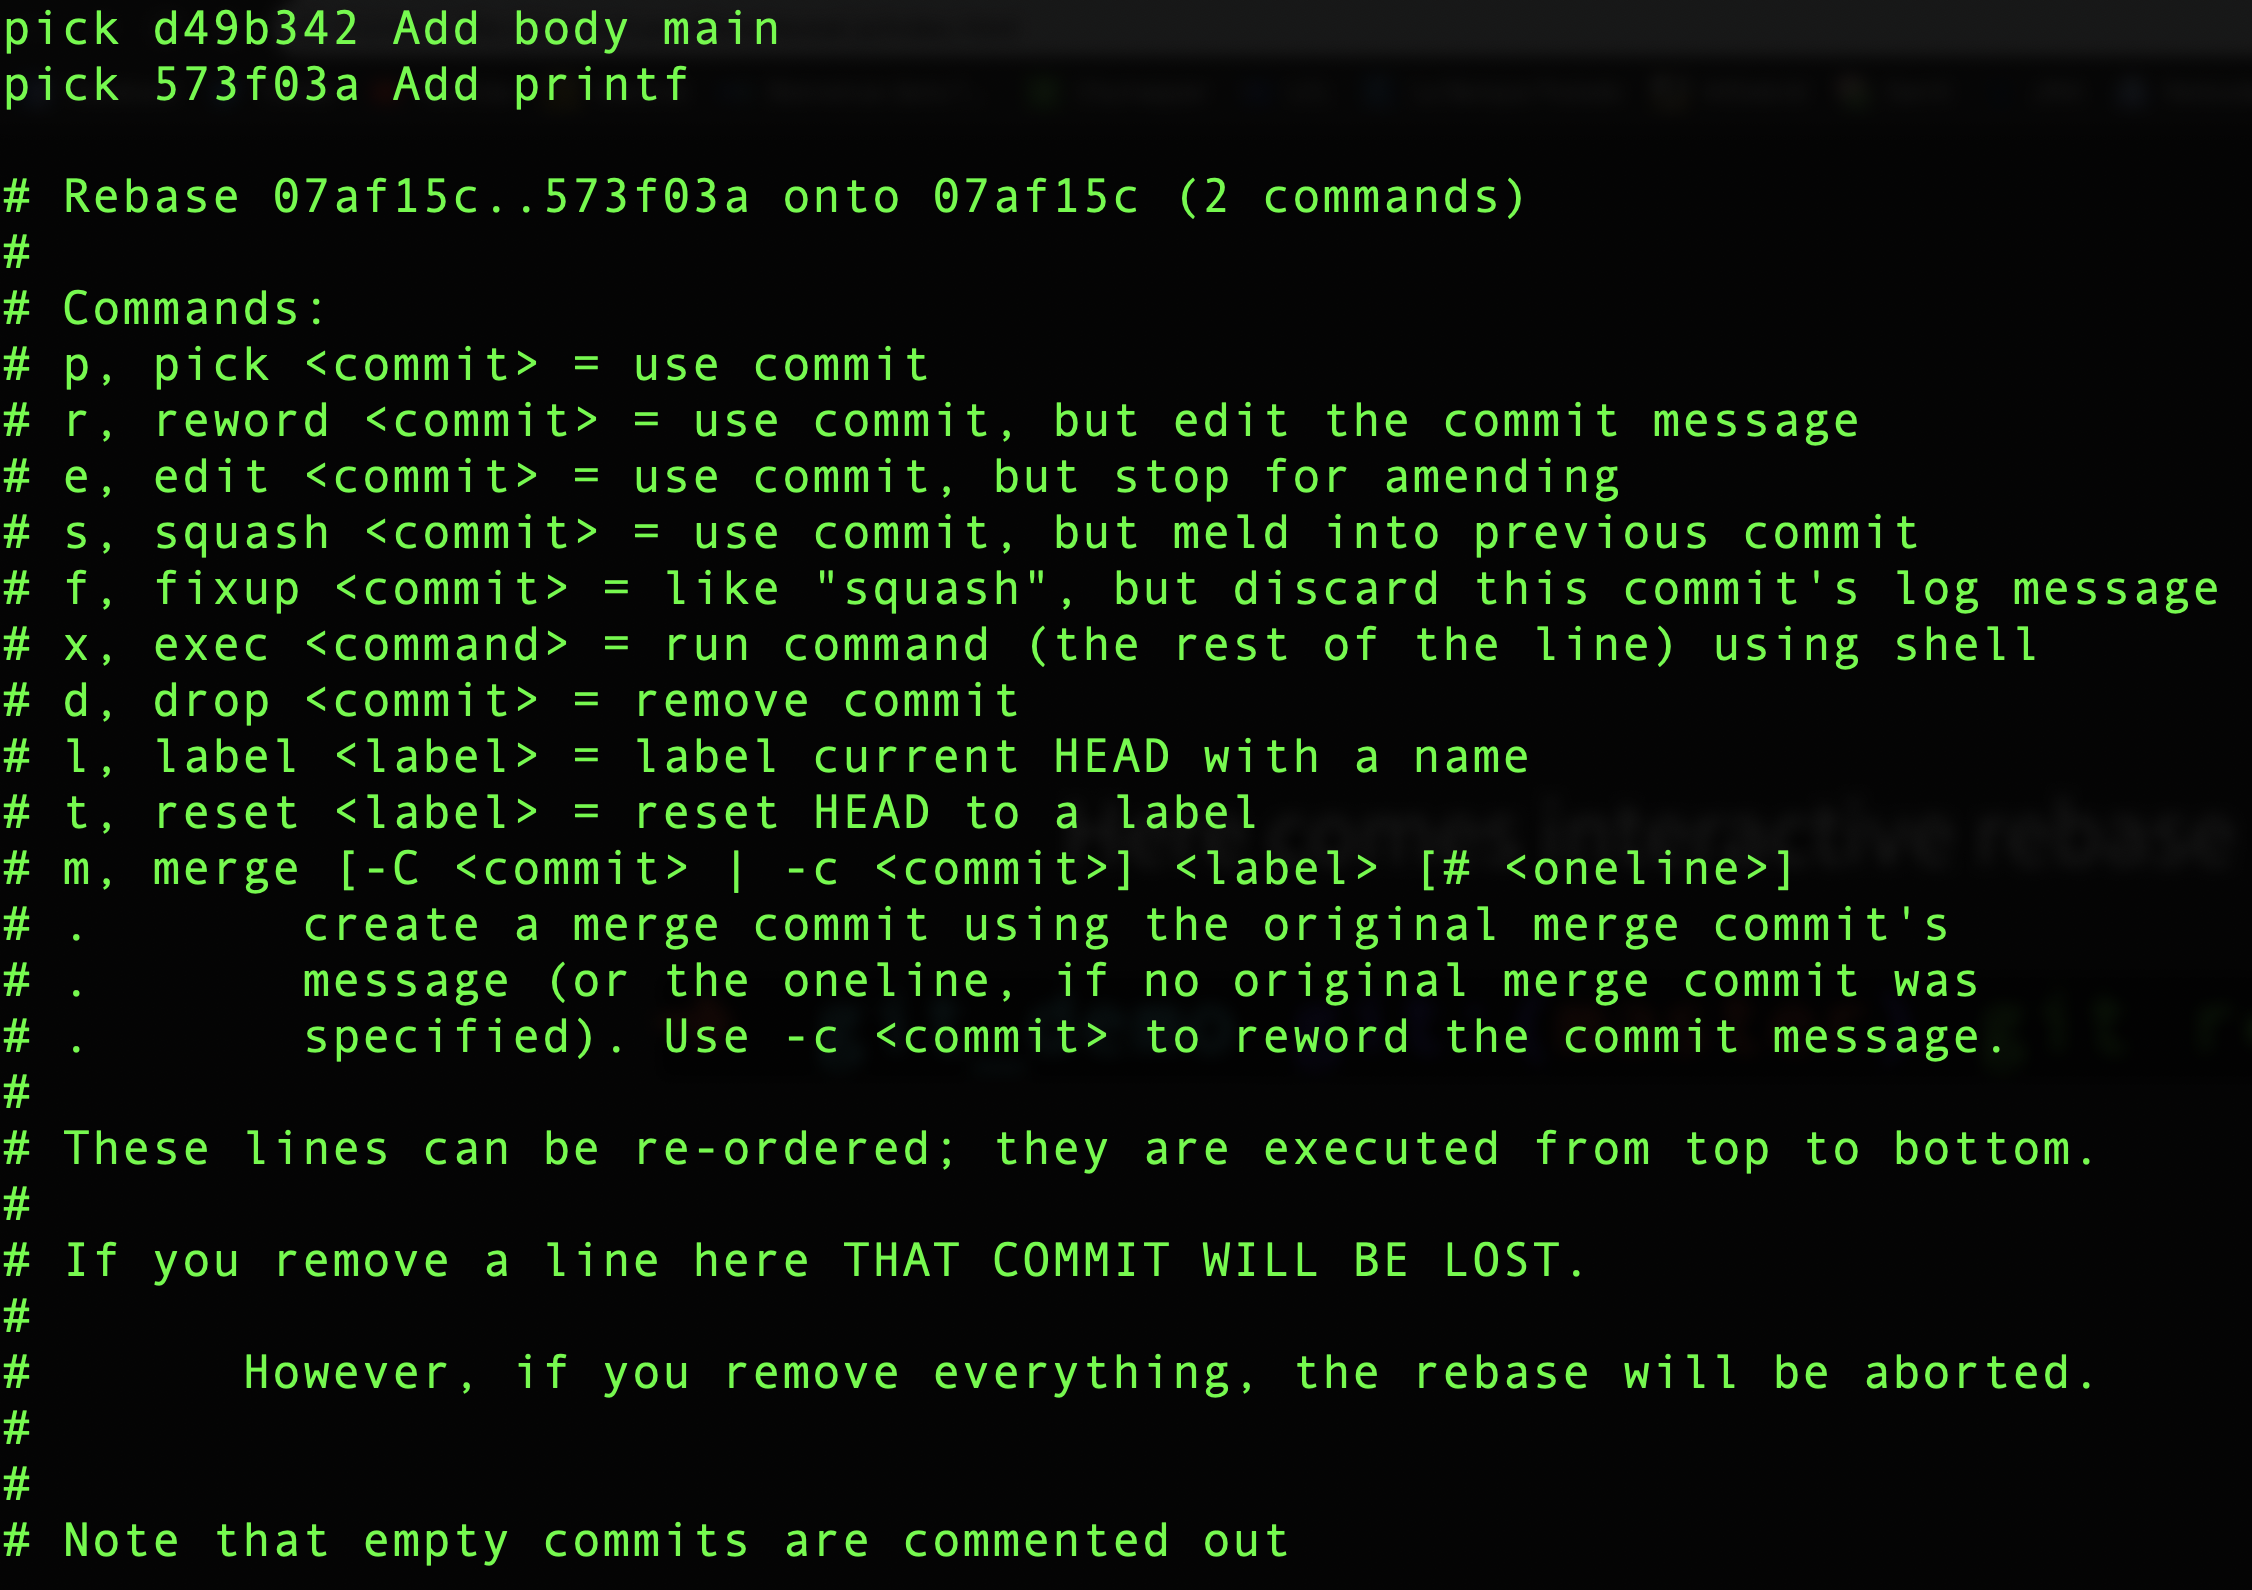 pick d49b342 Add body main
pick 573f03a Add printf

# Rebase 07af15c..573f03a onto 07af15c (2 commands)
#
# Commands:
# p, pick <commit> = use commit
# r, reword <commit> = use commit, but edit the commit message
# e, edit <commit> = use commit, but stop for amending
# s, squash <commit> = use commit, but meld into previous commit
# f, fixup <commit> = like "squash", but discard this commit's log message
# x, exec <command> = run command (the rest of the line) using shell
# d, drop <commit> = remove commit
# l, label <label> = label current HEAD with a name
# t, reset <label> = reset HEAD to a label
# m, merge [-C <commit> | -c <commit>] <label> [# <oneline>]
# .       create a merge commit using the original merge commit's
# .       message (or the oneline, if no original merge commit was
# .       specified). Use -c <commit> to reword the commit message.
#
# These lines can be re-ordered; they are executed from top to bottom.
#
# If you remove a line here THAT COMMIT WILL BE LOST.
#
#       However, if you remove everything, the rebase will be aborted.
#
#
# Note that empty commits are commented out
comes interactive rebase